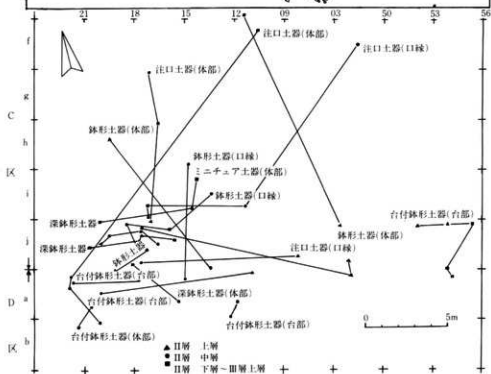 21 18 15 12 09 06 03 50 53 56
f
注口土器(体部)
注口土器(口縁)
注口土器(体部)
g
C
鉢形土器(体部)
h
区
鉢形土器(口縁)
ミニチュア土器(体部)
i
鉢形土器(口縁)
深鉢形土器
台付鉢形土器(台部)
鉢形土器(体部)
j
深鉢形土器
鉢形土器
注口土器(口縁)
台付鉢形土器(台部)
D
a
台付鉢形土器(台部)
深鉢形土器(体部)
0 5m
台付鉢形土器(体部)
台付鉢形土器(台部)
区
b
▲ II層 上層
● II層 中層
■ II層 下層~III層上層